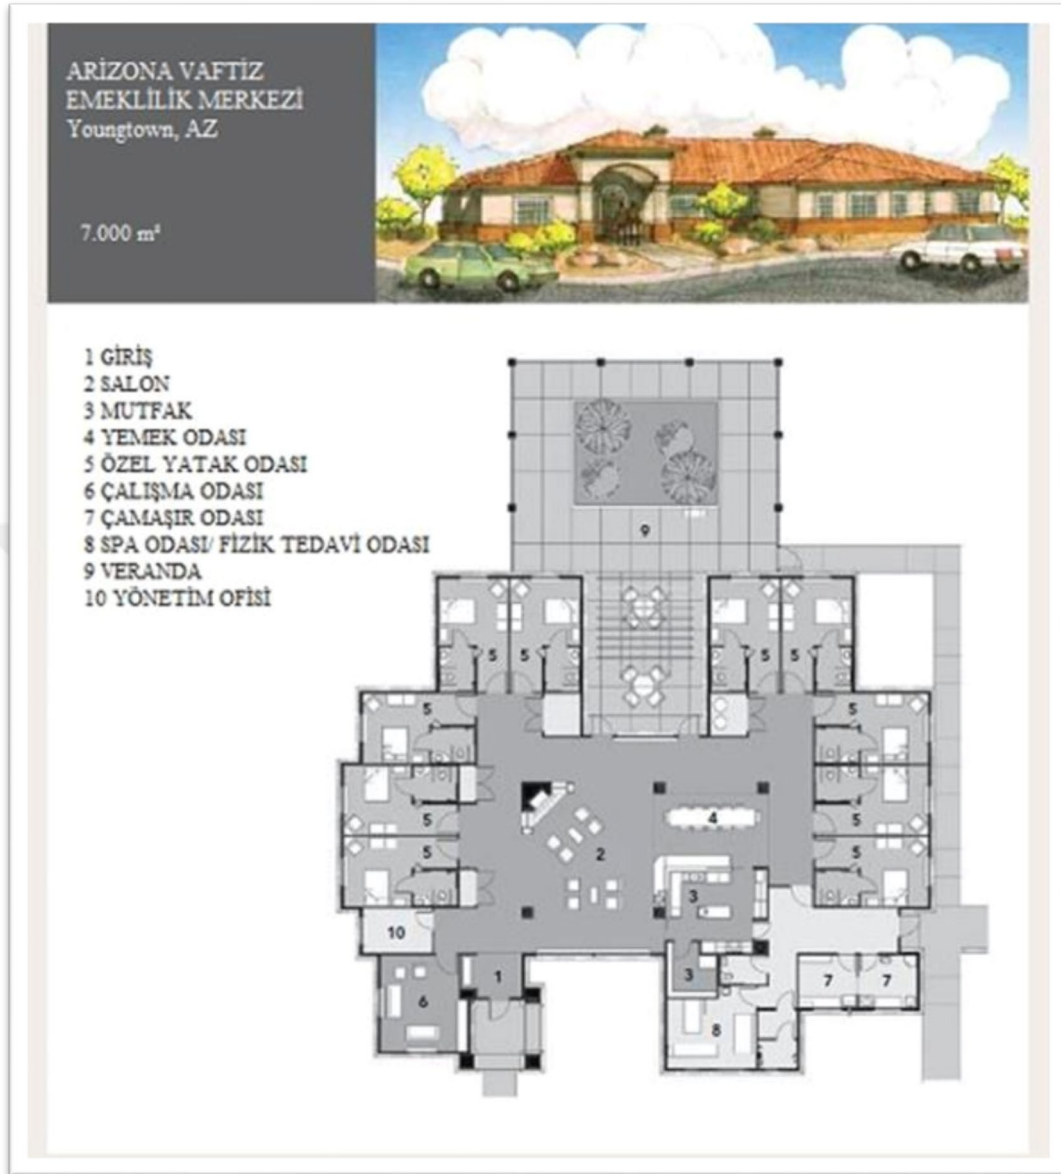 ARİZONA VAFTİZ
EMEKLİLİK MERKEZİ
Youngtown, AZ
7.000 m²
1 GİRİŞ
2 SALON
3 MUTFAK
4 YEMEK ODASI
5 ÖZEL YATAK ODASI
6 ÇALIŞMA ODASI
7 ÇAMAŞIR ODASI
8 SPA ODASI/ FİZİK TEDAVİ ODASI
9 VERANDA
10 YÖNETİM OFİSİ
9
5 5 5 5
5 5
4
5 5
2
5 5
3
10
1 3 7 7
6
8